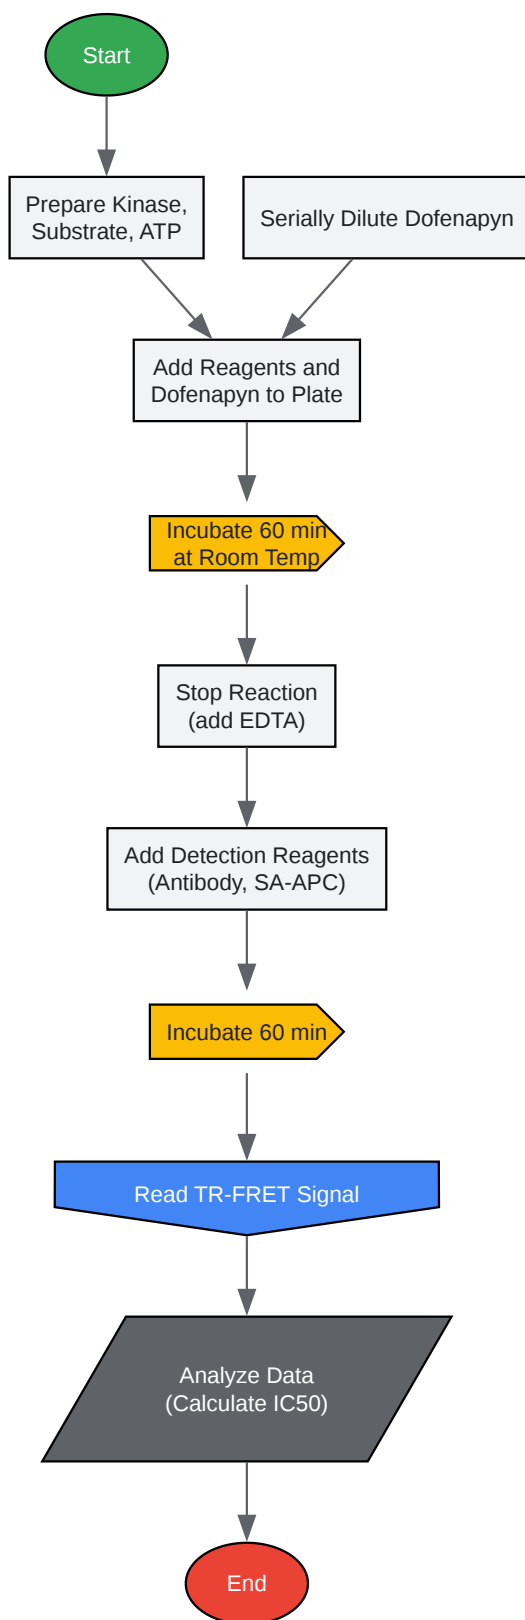 Start
Prepare Kinase,
Substrate, ATP
Serially Dilute Dofenapyn
Add Reagents and
Dofenapyn to Plate
Incubate 60 min
at Room Temp
Stop Reaction
(add EDTA)
Add Detection Reagents
(Antibody, SA-APC)
Incubate 60 min
Read TR-FRET Signal
Analyze Data
(Calculate IC50)
End